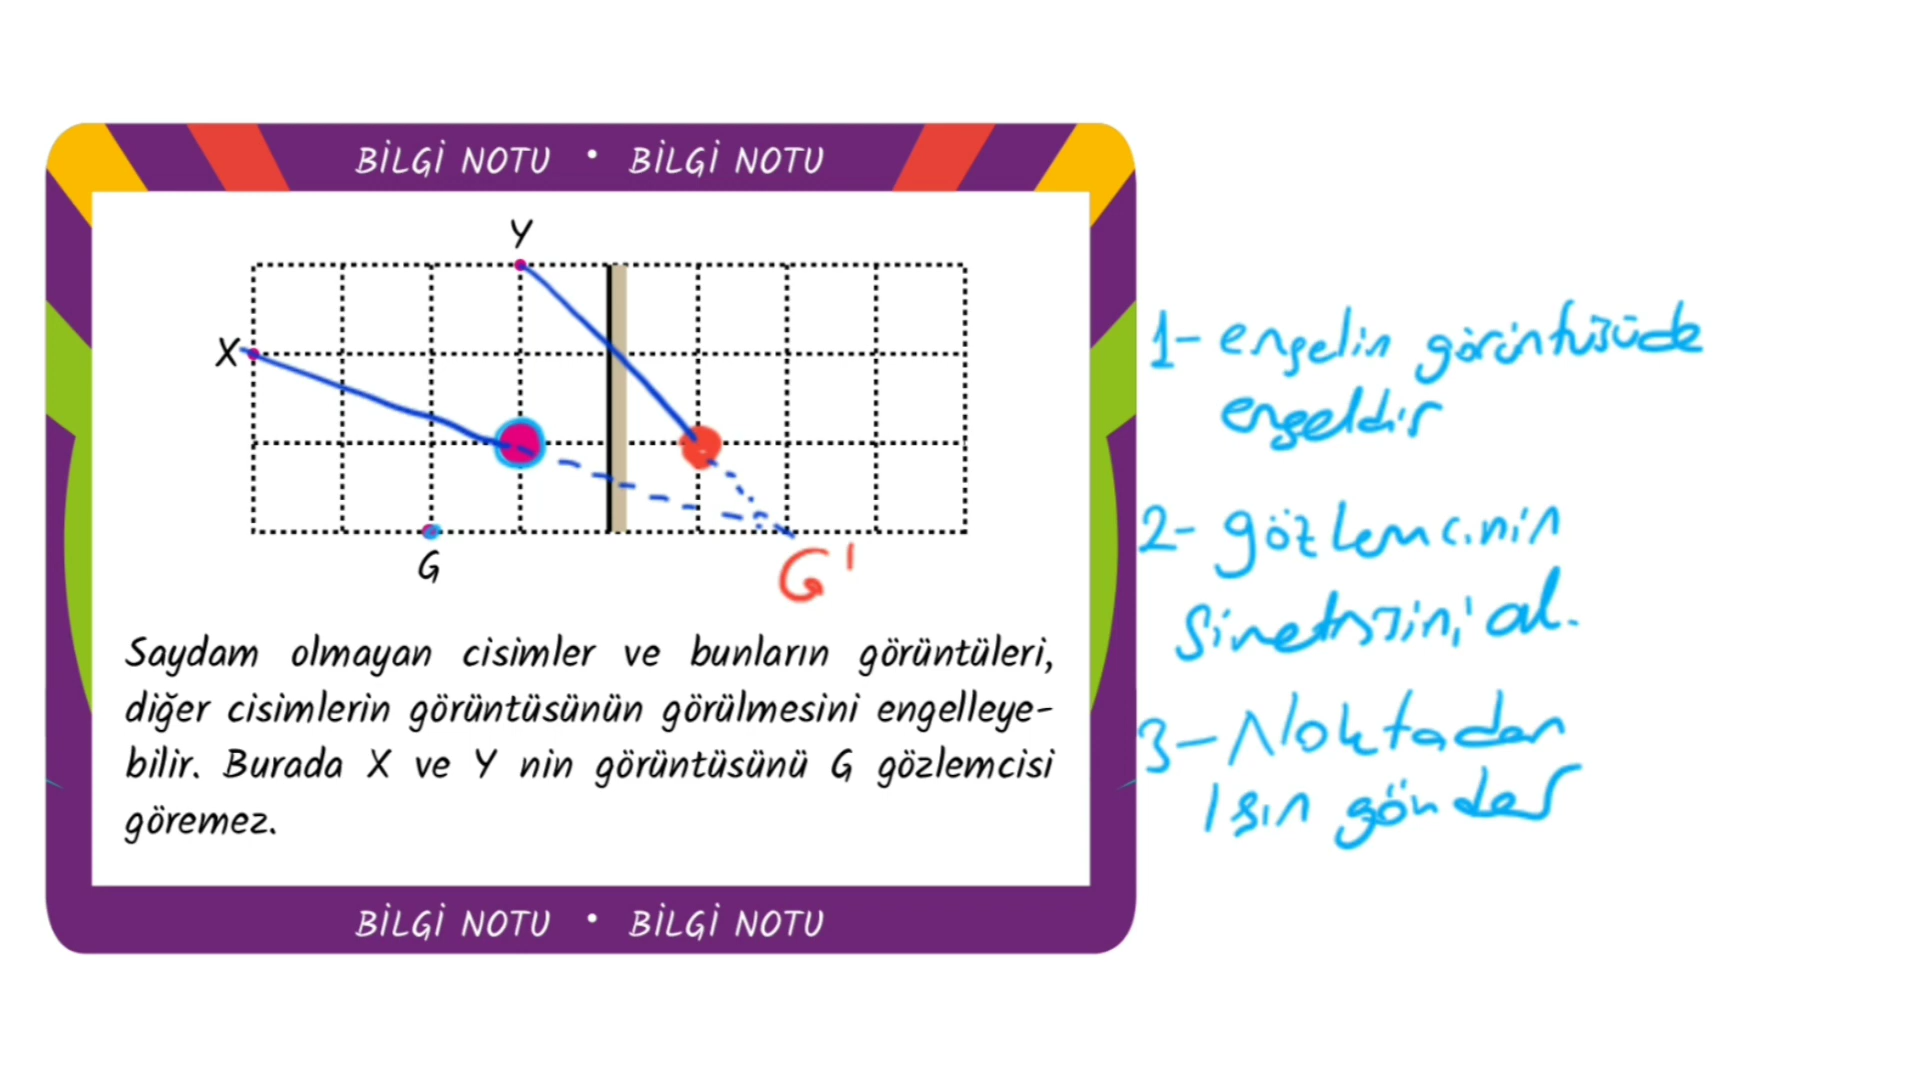 BİLGİ NOTU • BİLGİ NOTU
Y
X
G
G'
Saydam olmayan cisimler ve bunların görüntüleri,
diğer cisimlerin görüntüsünün görülmesini engelleye-
bilir. Burada X ve Y nin görüntüsünü G gözlemcisi
göremez.
BİLGİ NOTU • BİLGİ NOTU
1- engelin görüntüsüde
engeldir
2- gözlemcinin
simetrisini al.
3- Noktadan
ışın gönder